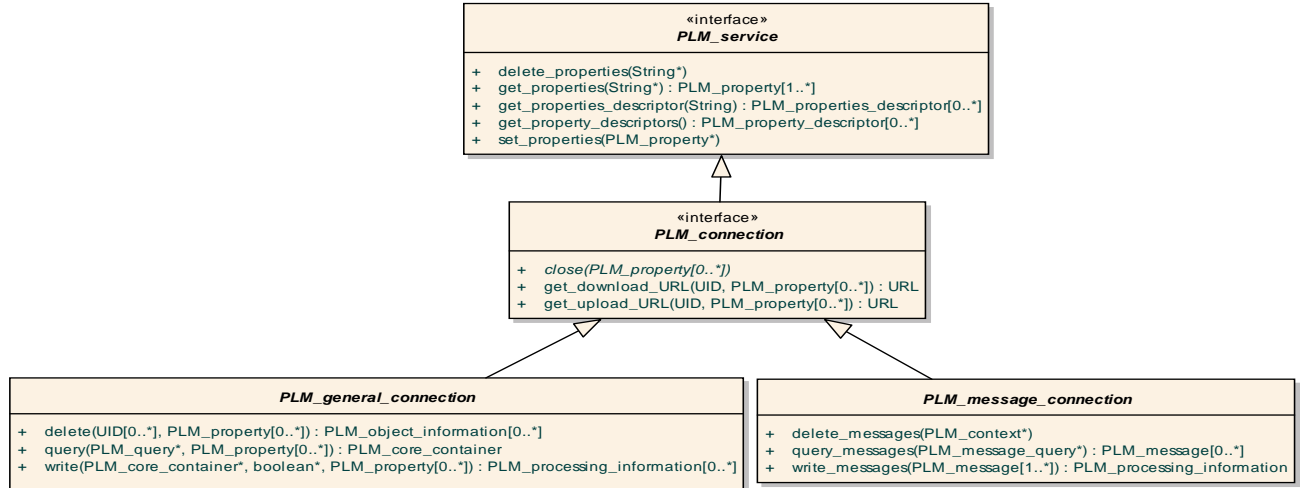 «interface»
PLM_service
+ delete_properties(String*)
+ get_properties(String*) : PLM_property[1..*]
+ get_properties_descriptor(String) : PLM_properties_descriptor[0..*]
+ get_property_descriptors() : PLM_property_descriptor[0..*]
+ set_properties(PLM_property*)
«interface»
PLM_connection
+ close(PLM_property[0..*])
+ get_download_URL(UID, PLM_property[0..*]) : URL
+ get_upload_URL(UID, PLM_property[0..*]) : URL
PLM_general_connection
+ delete(UID[0..*], PLM_property[0..*]) : PLM_object_information[0..*]
+ query(PLM_query*, PLM_property[0..*]) : PLM_core_container
+ write(PLM_core_container*, boolean*, PLM_property[0..*]) : PLM_processing_information[0..*]
PLM_message_connection
+ delete_messages(PLM_context*)
+ query_messages(PLM_message_query*) : PLM_message[0..*]
+ write_messages(PLM_message[1..*]) : PLM_processing_information